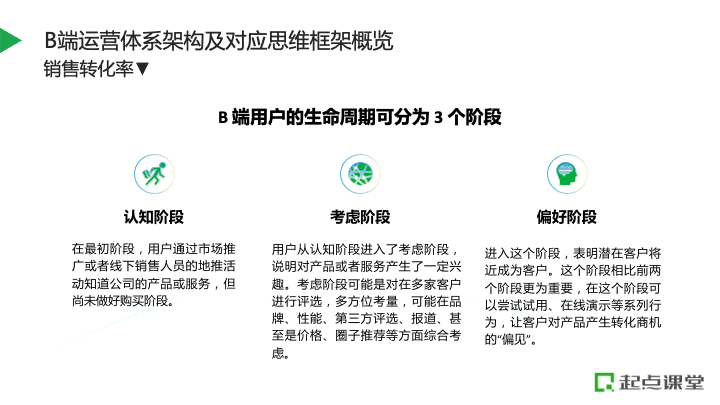 B端运营体系架构及对应思维框架概览
销售转化率▼
B 端用户的生命周期可分为 3 个阶段
认知阶段
在最初阶段，用户通过市场推
广或者线下销售人员的地推活
动知道公司的产品或服务，但
尚未做好购买阶段。
考虑阶段
用户从认知阶段进入了考虑阶段，
说明对产品或者服务产生了一定兴
趣。考虑阶段可能是对在多家客户
进行评选，多方位考量，可能在品
牌、性能、第三方评选、报道、甚
至是价格、圈子推荐等方面综合考
虑。
偏好阶段
进入这个阶段，表明潜在客户将
近成为客户。这个阶段相比前两
个阶段更为重要，在这个阶段可
以尝试试用、在线演示等系列行
为，让客户对产品产生转化商机
的“偏见”。
起点课堂